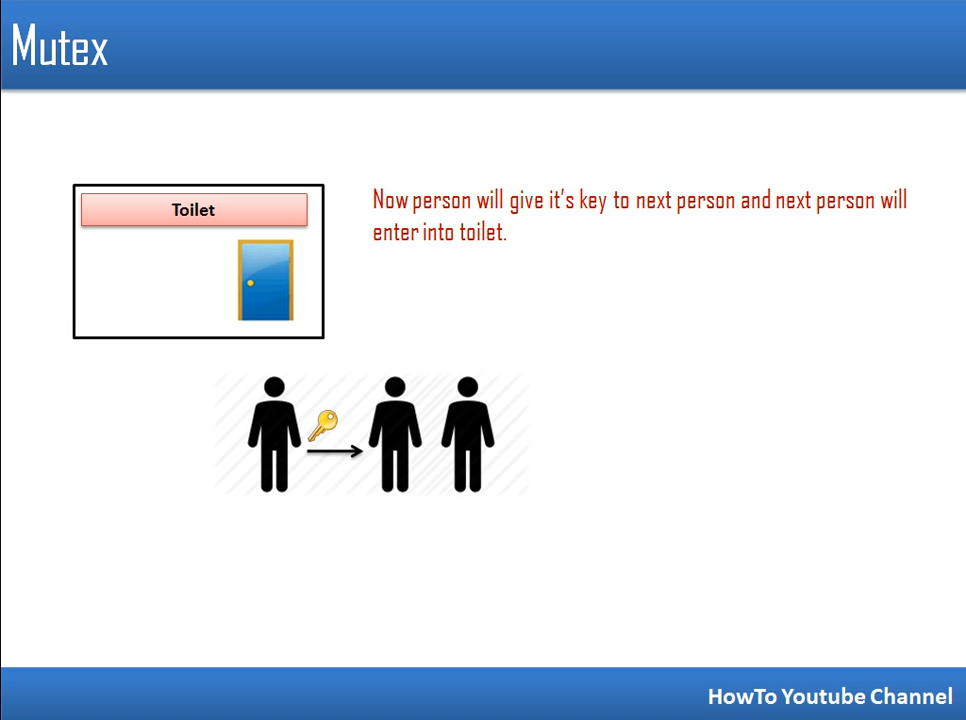 Mutex
Toilet
Now person will give it's key to next person and next person will
enter into toilet.
HowTo Youtube Channel